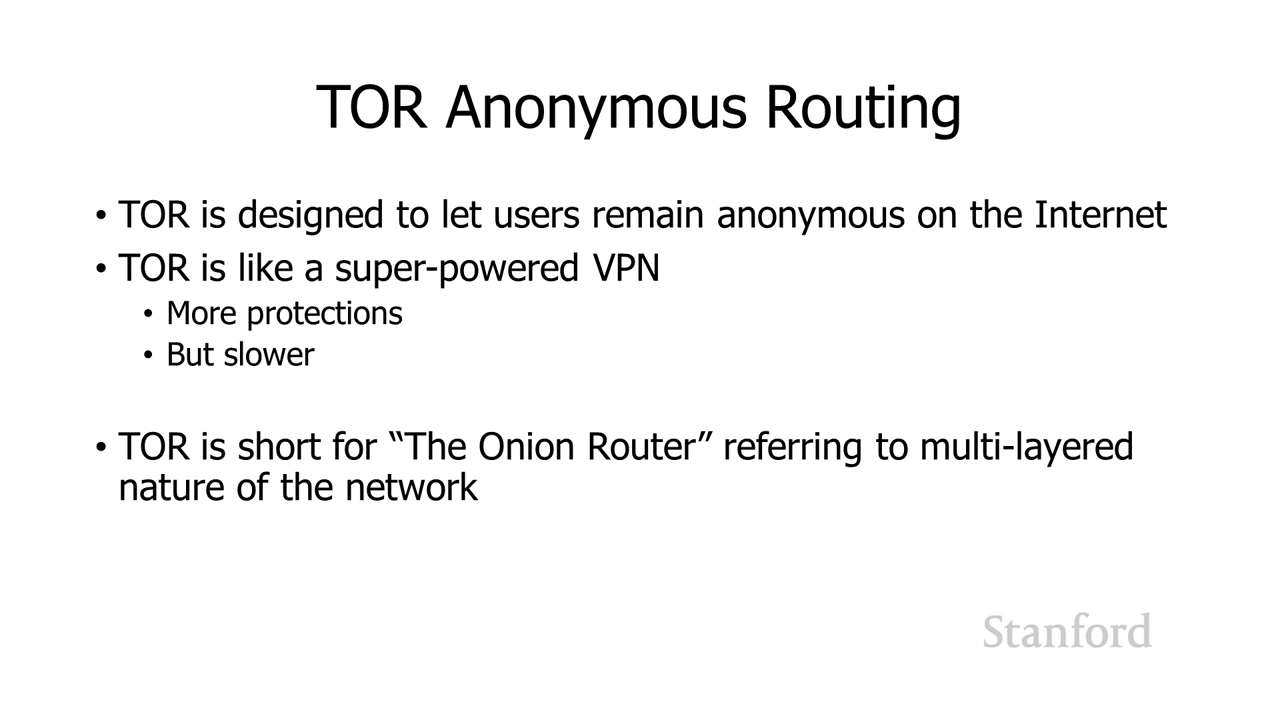 TOR Anonymous Routing
• TOR is designed to let users remain anonymous on the Internet
• TOR is like a super-powered VPN
• More protections
• But slower
• TOR is short for “The Onion Router” referring to multi-layered
nature of the network
Stanford